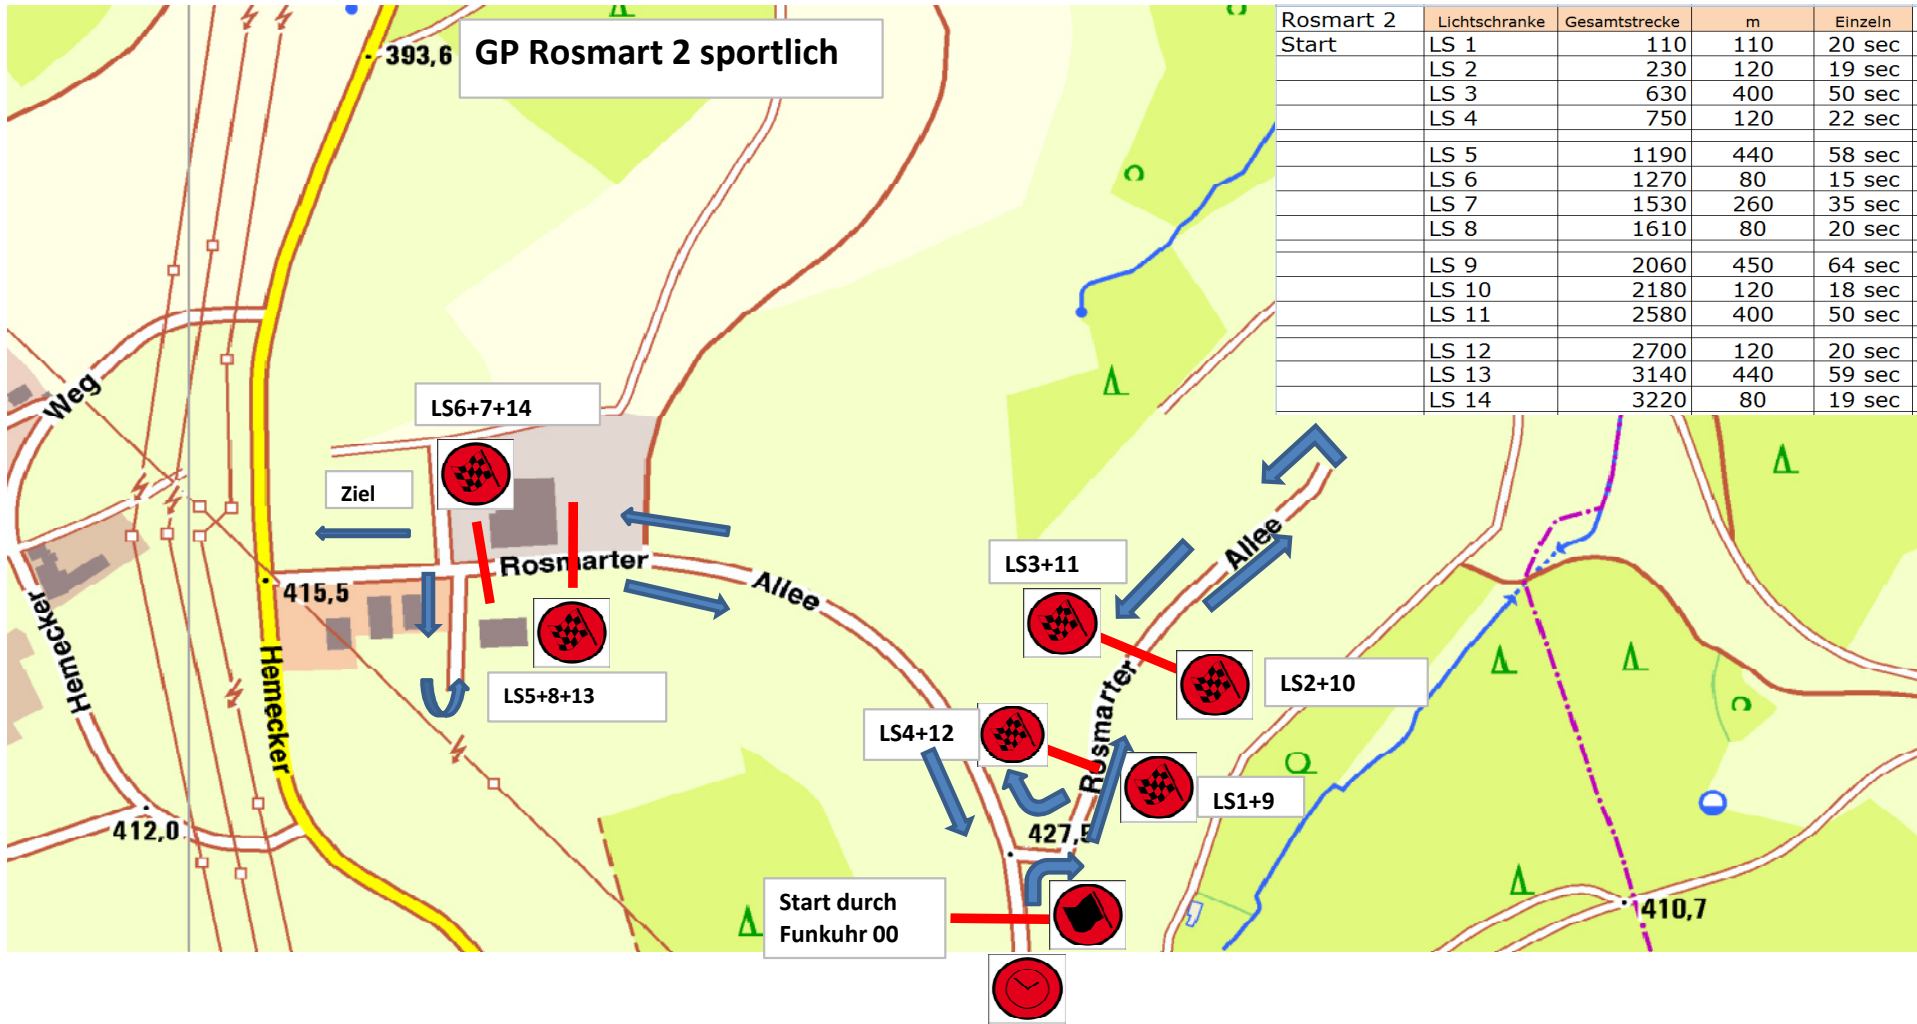 GP Rosmart 2 sportlich
Rosmart 2 Lichtschranke Gesamtstrecke m Einzeln
Start LS 1 110 110 20 sec
LS 2 230 120 19 sec
LS 3 630 400 50 sec
LS 4 750 120 22 sec
LS 5 1190 440 58 sec
LS 6 1270 80 15 sec
LS 7 1530 260 35 sec
LS 8 1610 80 20 sec
LS 9 2060 450 64 sec
LS 10 2180 120 18 sec
LS 11 2580 400 50 sec
LS 12 2700 120 20 sec
LS 13 3140 440 59 sec
LS 14 3220 80 19 sec
393,6
Weg
LS6+7+14
Ziel
Rosmarter
Allee
415,5
Hemecker
Hemecker
LS5+8+13
LS3+11
Allee
Rosmarter
LS2+10
LS4+12
Rosmarter
LS1+9
412,0
427,5
Start durch
Funkuhr 00
410,7